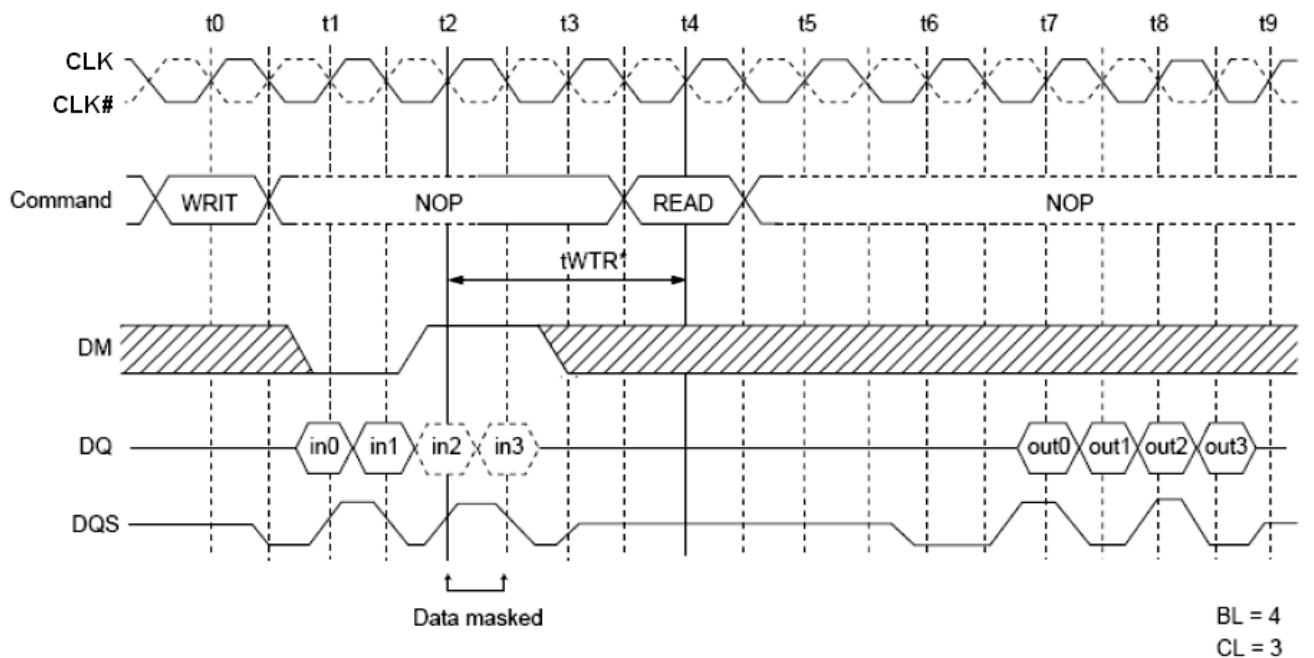 t0 t1 t2 t3 t4 t5 t6 t7 t8 t9
CLK
CLK#
Command WRIT NOP READ NOP
tWTR*
DM
DQ in0 in1 in2 in3 out0 out1 out2 out3
DQS
Data masked
BL = 4
CL = 3